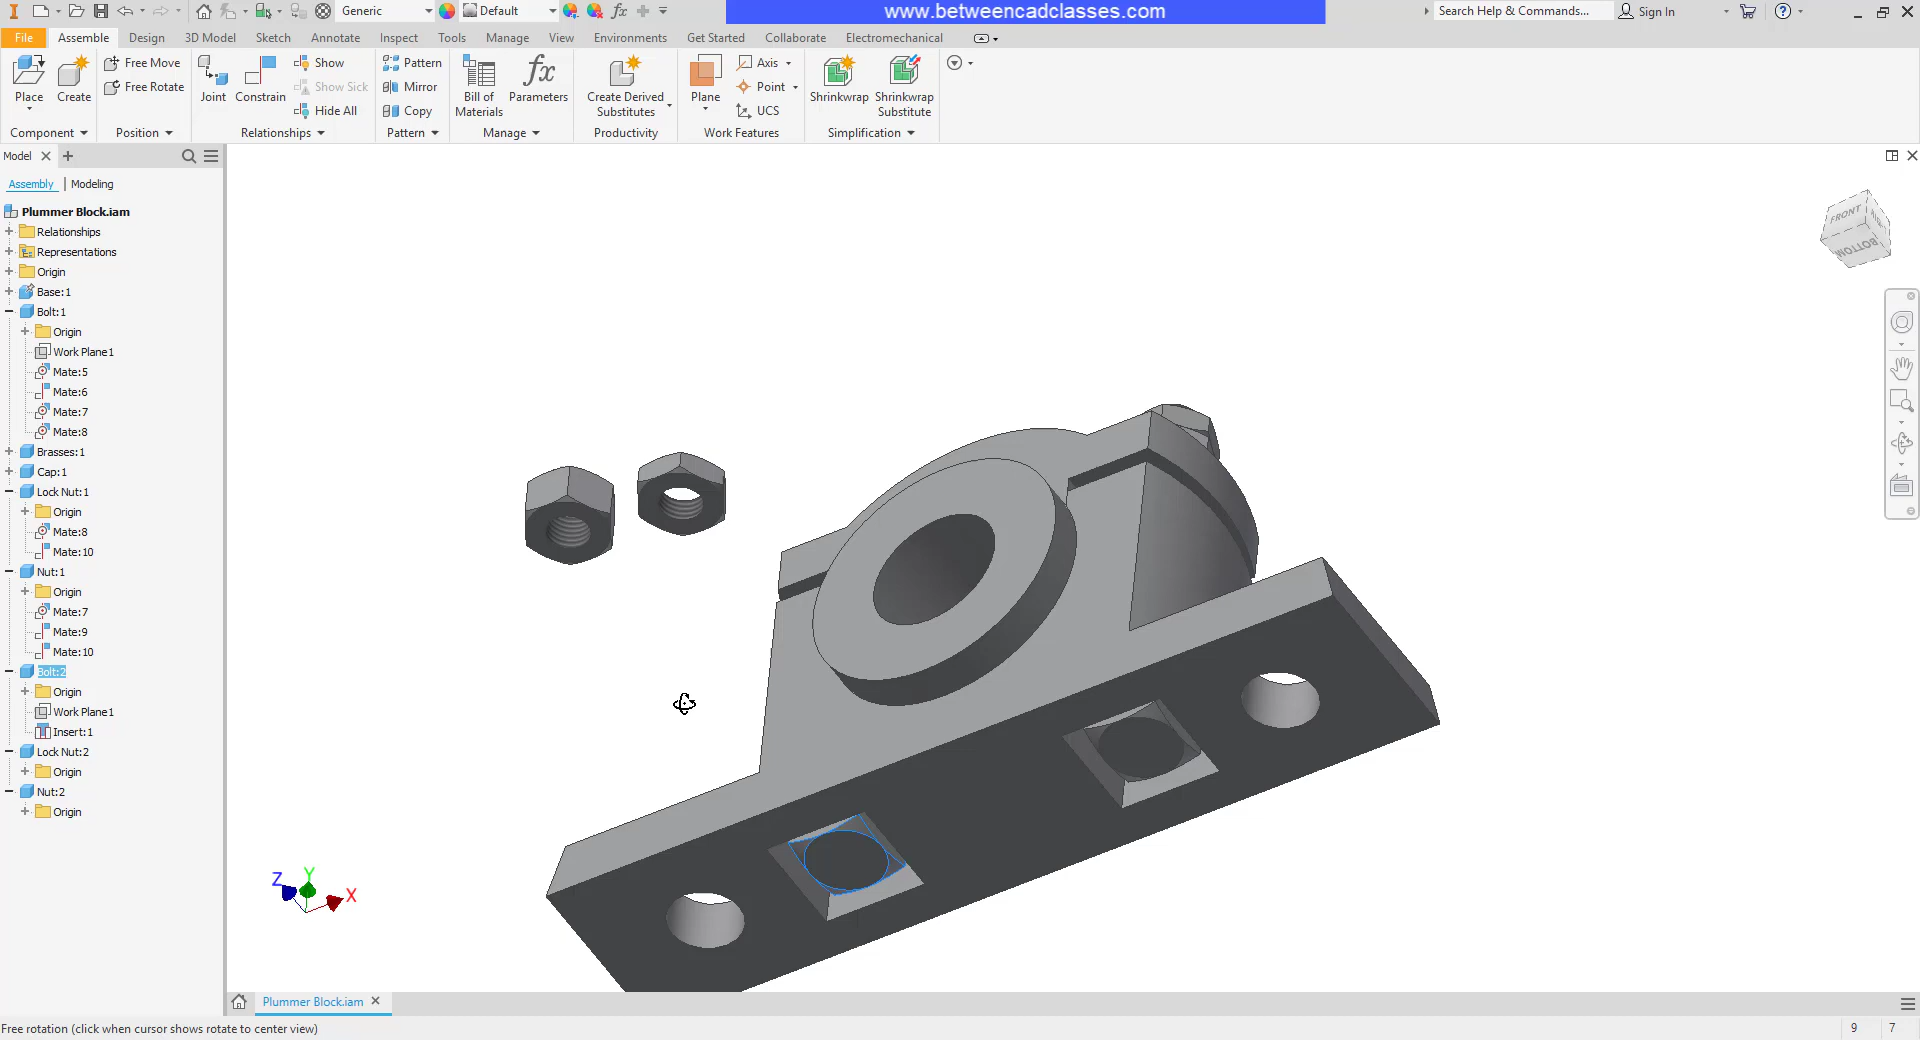 Generic
Default
fx
www.betweencadclasses.com
Search Help & Commands...
Sign In
File
Assemble
Design
3D Model
Sketch
Annotate
Inspect
Tools
Manage
View
Environments
Get Started
Collaborate
Electromechanical
Place
Create
Free Move
Free Rotate
Joint
Constrain
Show
Show Sick
Hide All
Pattern
Mirror
Copy
Bill of
Materials
fx
Parameters
Create Derived
Substitutes
Plane
Axis
Point
UCS
Shrinkwrap
Shrinkwrap
Substitute
Component
Position
Relationships
Pattern
Manage
Productivity
Work Features
Simplification
Model
Assembly
Modeling
Plummer Block.iam
Relationships
Representations
Origin
Base:1
Bolt:1
Origin
Work Plane1
Mate:5
Mate:6
Mate:7
Mate:8
Brasses:1
Cap:1
Lock Nut:1
Origin
Mate:8
Mate:10
Nut:1
Origin
Mate:7
Mate:9
Mate:10
Bolt:2
Origin
Work Plane1
Insert:1
Lock Nut:2
Origin
Nut:2
Origin
FRONT
BOTTOM
Z
Y
X
Plummer Block.iam
Free rotation (click when cursor shows rotate to center view)
9
7